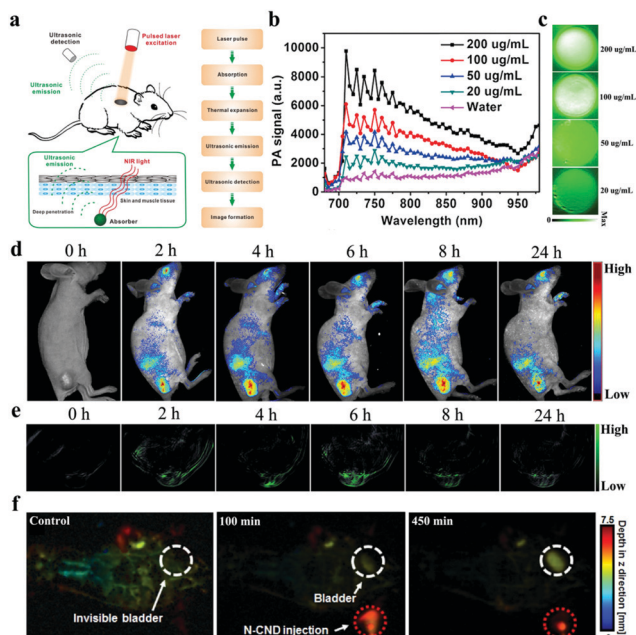 a
Ultrasonic detection
Pulsed laser excitation
Ultrasonic emission
Ultrasonic emission
NIR light
Skin and muscle tissue
Deep penetration
Absorber
Laser pulse
Absorption
Thermal expansion
Ultrasonic emission
Ultrasonic detection
Image formation
b
PA signal (a.u.)
10000
8000
6000
4000
2000
0
700 750 800 850 900 950
Wavelength (nm)
200 ug/mL
100 ug/mL
50 ug/mL
20 ug/mL
Water
c
200 ug/mL
100 ug/mL
50 ug/mL
20 ug/mL
0
Max
d
0 h 2 h 4 h 6 h 8 h 24 h
High
Low
e
0 h 2 h 4 h 6 h 8 h 24 h
High
Low
f
Control
Invisible bladder
100 min
Bladder
N-CND injection
450 min
7.5
Depth in z direction [mm]